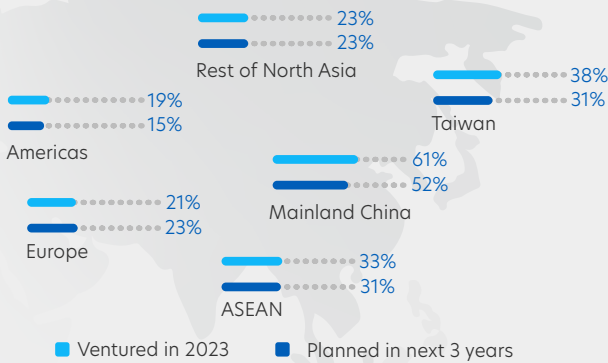 23%
23%
Rest of North Asia
38%
31%
Taiwan
19%
15%
Americas
61%
52%
Mainland China
21%
23%
Europe
33%
31%
ASEAN
Ventured in 2023
Planned in next 3 years